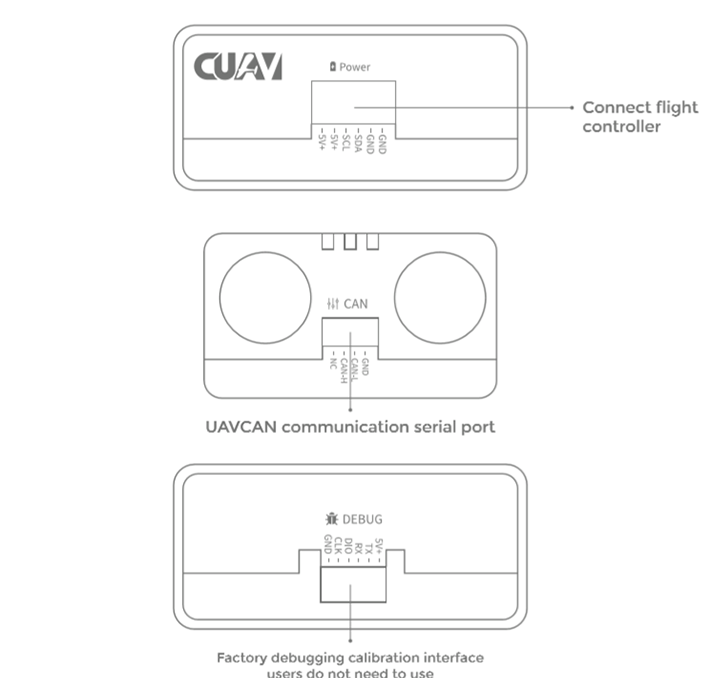 CUAV
Power
5V+
5V+
SCL
SDA
GND
GND
Connect flight
controller
CAN
NC
CAN-H
CAN-L
GND
UAVCAN communication serial port
DEBUG
GND
CLK
DIO
RX
TX
5V+
Factory debugging calibration interface
users do not need to use